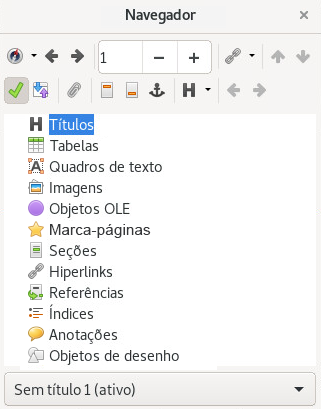 Navegador
1
Títulos
Tabelas
Quadros de texto
Imagens
Objetos OLE
Marca-páginas
Seções
Hiperlinks
Referências
Índices
Anotações
Objetos de desenho
Sem título 1 (ativo)